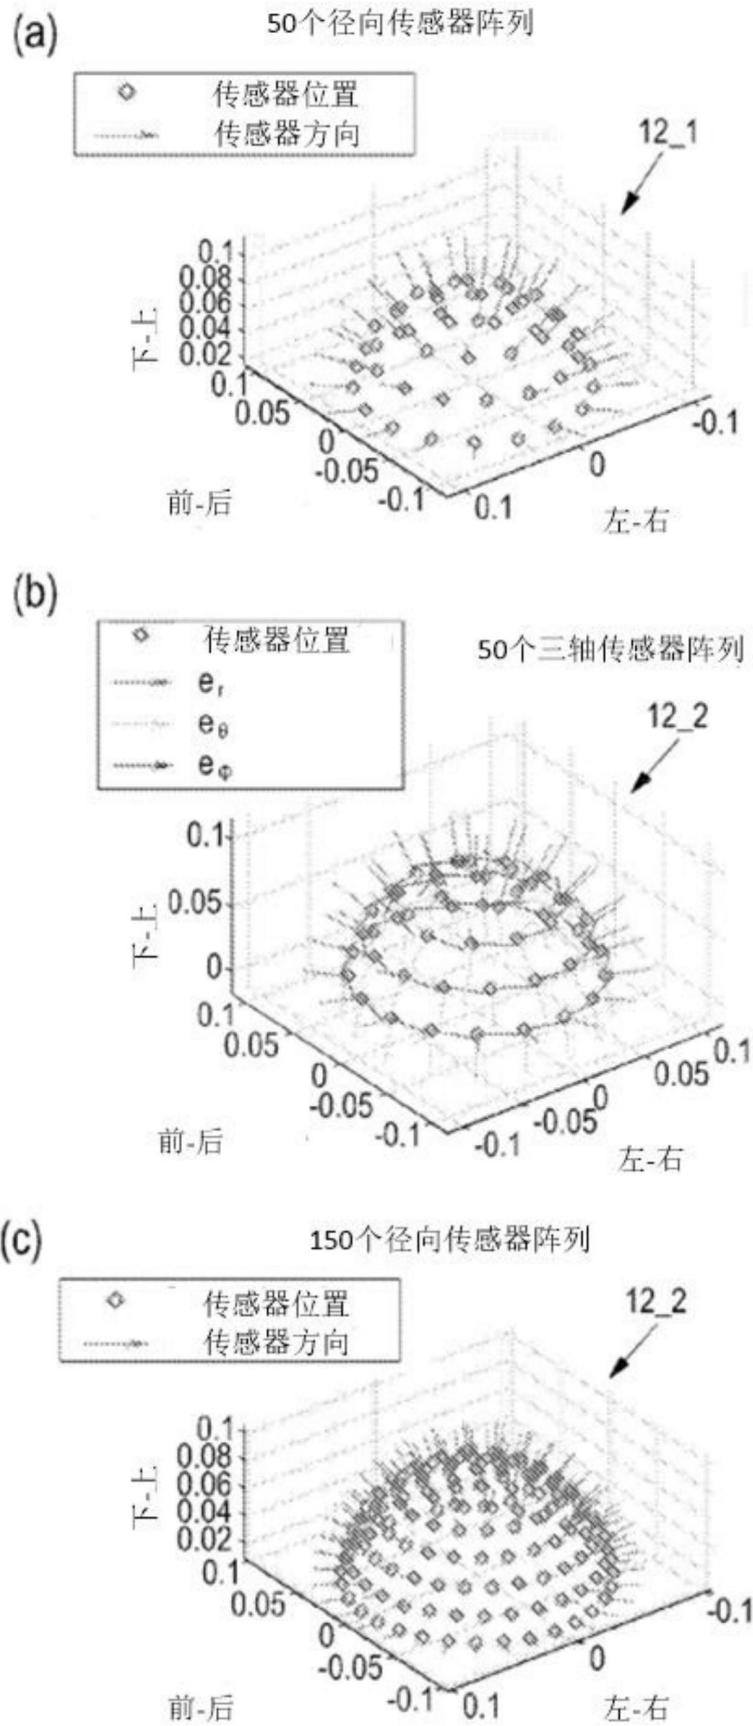 (a)
50个径向传感器阵列
传感器位置
传感器方向
12_1
0.1
0.08
0.06
0.04
0.02
下-上
0.1
0.05
0
-0.05
-0.1
前-后
0.1
0
-0.1
左-右
(b)
传感器位置
50个三轴传感器阵列
er
eθ
eϕ
12_2
0.1
0.05
0
下-上
0.1
0.05
0
-0.05
-0.1
前-后
-0.1
-0.05
0
0.05
0.1
左-右
(c)
150个径向传感器阵列
传感器位置
传感器方向
12_2
0.1
0.08
0.06
0.04
0.02
下-上
0.1
0.05
0
-0.05
-0.1
前-后
0.1
0
-0.1
左-右